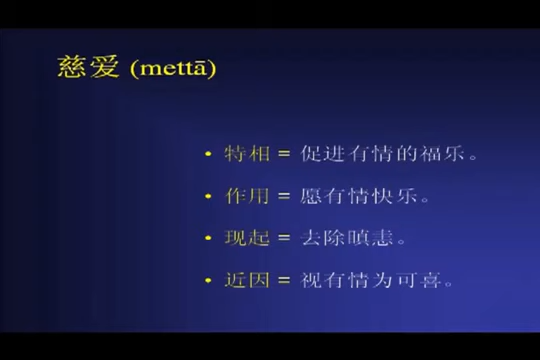 慈爱 (mettā)
• 特相 = 促进有情的福乐。
• 作用 = 愿有情快乐。
• 现起 = 去除嗔恚。
• 近因 = 视有情为可喜。